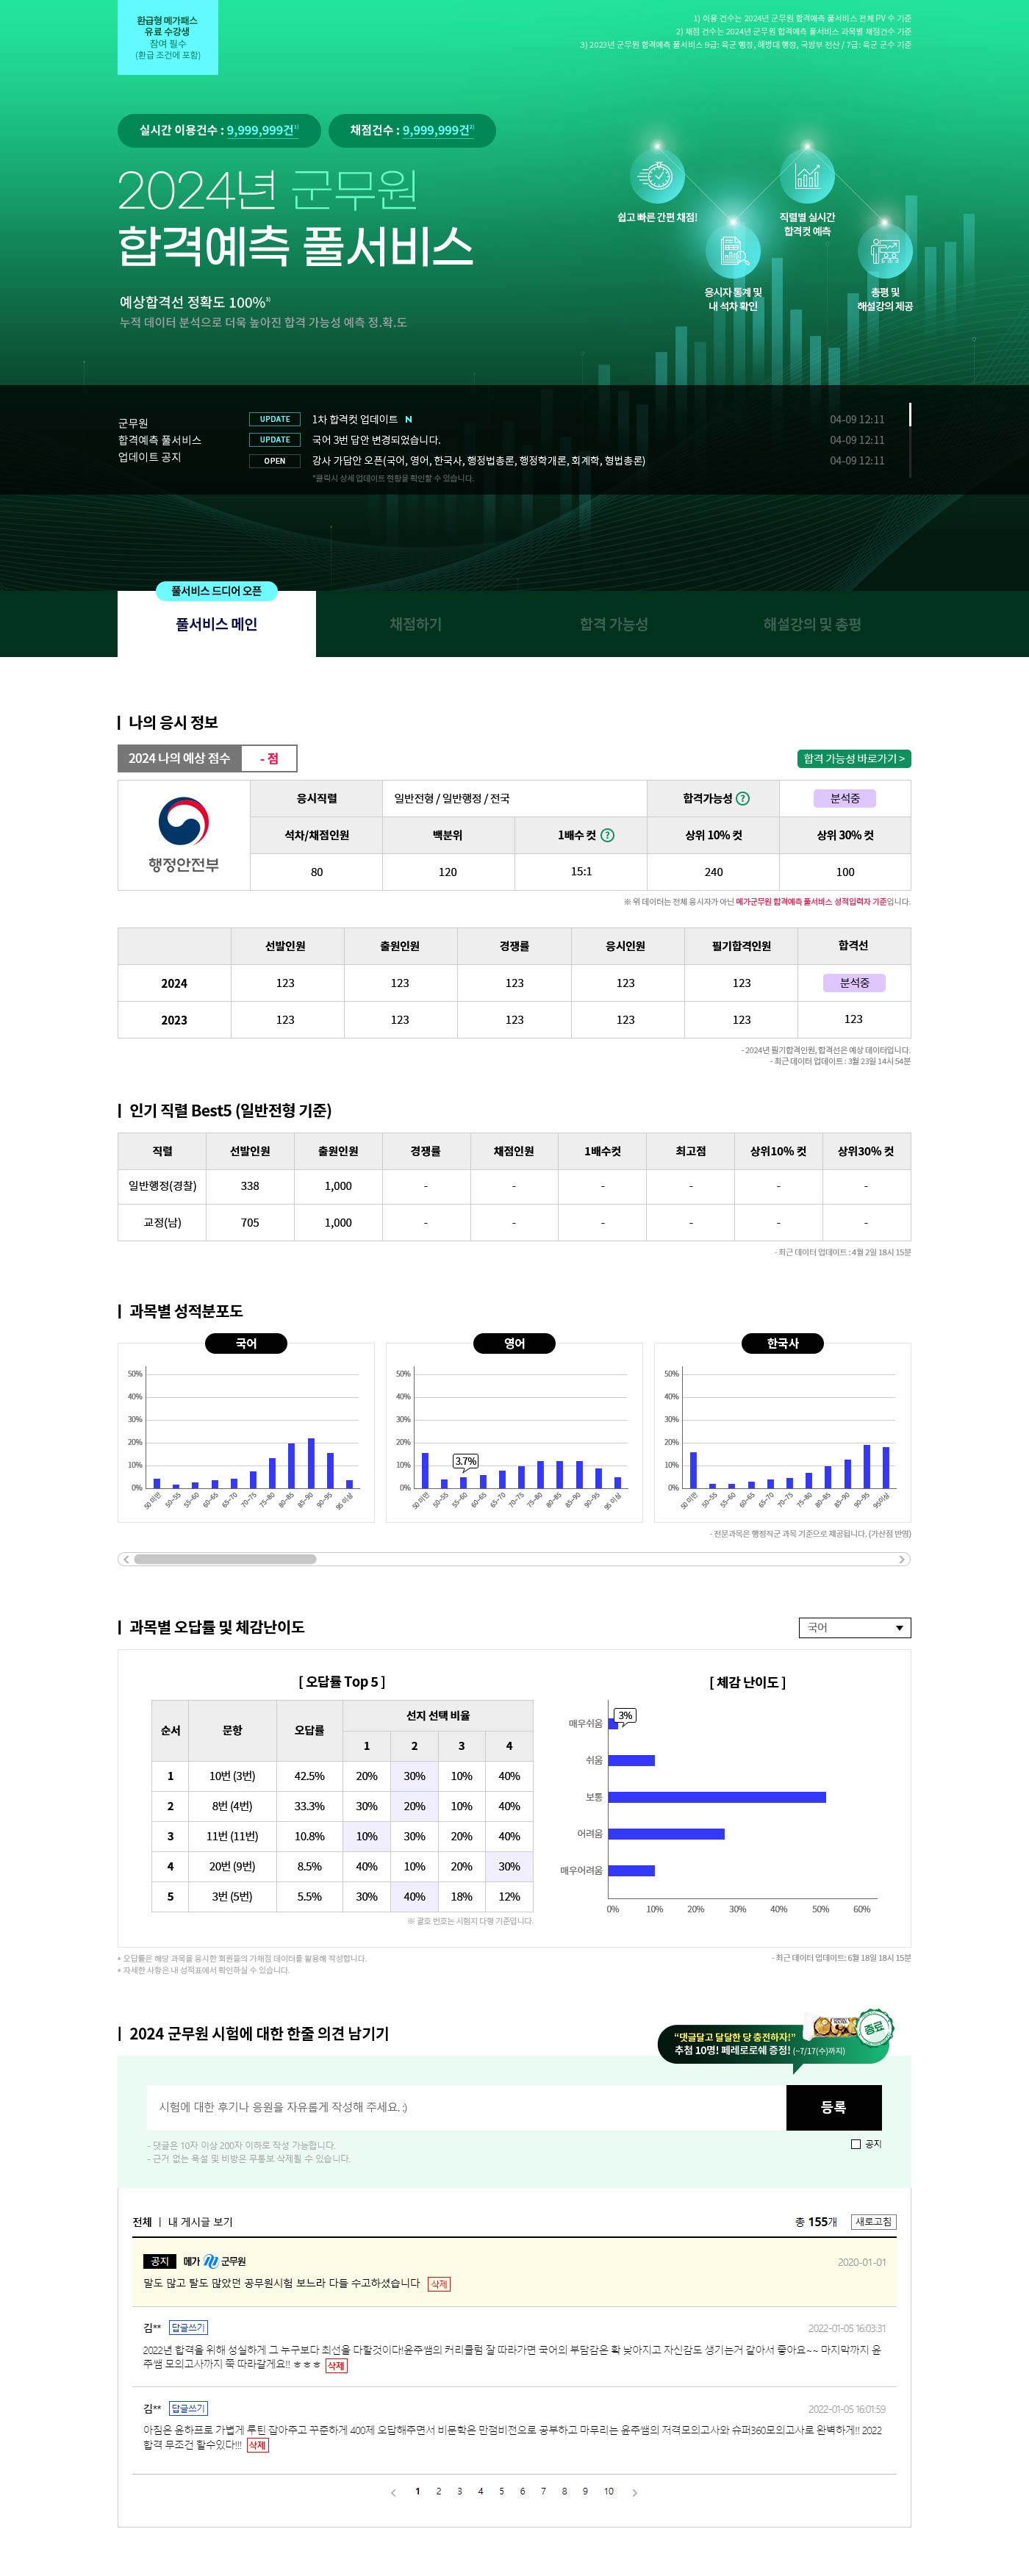 환급형 메가패스
유료 수강생
참여 필수
(환급 조건에 포함)
1) 이용 건수는 2024년 군무원 합격예측 풀서비스 전체 PV 수 기준
2) 채점 건수는 2024년 군무원 합격예측 풀서비스 과목별 채점건수 기준
3) 2023년 군무원 합격예측 풀서비스 9급: 육군 행정, 해병대 행정, 국방부 전산 / 7급: 육군 군수 기준
실시간 이용건수 : 9,999,999건1)
채점건수 : 9,999,999건2)
2024년 군무원
합격예측 풀서비스
예상합격선 정확도 100%3)
누적 데이터 분석으로 더욱 높아진 합격 가능성 예측 정.확.도
쉽고 빠른 간편 채점!
직렬별 실시간
합격컷 예측
응시자 통계 및
내 석차 확인
총평 및
해설강의 제공
군무원
합격예측 풀서비스
업데이트 공지
UPDATE 1차 합격컷 업데이트 N 04-09 12:11
UPDATE 국어 3번 답안 변경되었습니다. 04-09 12:11
OPEN 강사 가답안 오픈(국어, 영어, 한국사, 행정법총론, 행정학개론, 회계학, 형법총론) 04-09 12:11
*클릭시 상세 업데이트 현황을 확인할 수 있습니다.
풀서비스 드디어 오픈
풀서비스 메인 채점하기 합격 가능성 해설강의 및 총평
나의 응시 정보
2024 나의 예상 점수 - 점
합격 가능성 바로가기 >
행정안전부
응시직렬 일반전형 / 일반행정 / 전국 합격가능성 ? 분석중
석차/채점인원 백분위 1배수 컷 ? 상위 10% 컷 상위 30% 컷
80 120 15:1 240 100
※ 위 데이터는 전체 응시자가 아닌 메가군무원 합격예측 풀서비스 성적입력자 기준입니다.
선발인원 출원인원 경쟁률 응시인원 필기합격인원 합격선
2024 123 123 123 123 123 분석중
2023 123 123 123 123 123 123
- 2024년 필기합격인원, 합격선은 예상 데이터입니다.
- 최근 데이터 업데이트 : 3월 23일 14시 54분
인기 직렬 Best5 (일반전형 기준)
직렬 선발인원 출원인원 경쟁률 채점인원 1배수컷 최고점 상위10% 컷 상위30% 컷
일반행정(경찰) 338 1,000 - - - - - -
교정(남) 705 1,000 - - - - - -
- 최근 데이터 업데이트 : 4월 2일 18시 15분
과목별 성적분포도
국어
50%
40%
30%
20%
10%
0%
50 미만 50~55 55~60 60~65 65~70 70~75 75~80 80~85 85~90 90~95 95 이상
영어
50%
40%
30%
20%
10%
0%
3.7%
50 미만 50~55 55~60 60~65 65~70 70~75 75~80 80~85 85~90 90~95 95 이상
한국사
50%
40%
30%
20%
10%
0%
50 미만 50~55 55~60 60~65 65~70 70~75 75~80 80~85 85~90 90~95 95이상
- 전문과목은 행정직군 과목 기준으로 제공됩니다. (가산점 반영)
과목별 오답률 및 체감난이도
국어
[ 오답률 Top 5 ]
순서 문항 오답률 선지 선택 비율
1 2 3 4
1 10번 (3번) 42.5% 20% 30% 10% 40%
2 8번 (4번) 33.3% 30% 20% 10% 40%
3 11번 (11번) 10.8% 10% 30% 20% 40%
4 20번 (9번) 8.5% 40% 10% 20% 30%
5 3번 (5번) 5.5% 30% 40% 18% 12%
※ 괄호 번호는 시험지 다형 기준입니다.
[ 체감 난이도 ]
매우쉬움 3%
쉬움
보통
어려움
매우어려움
0% 10% 20% 30% 40% 50% 60%
* 오답률은 해당 과목을 응시한 회원들의 가채점 데이터를 활용해 작성합니다.
* 자세한 사항은 내 성적표에서 확인하실 수 있습니다.
- 최근 데이터 업데이트: 6월 18일 18시 15분
2024 군무원 시험에 대한 한줄 의견 남기기
“댓글달고 달달한 당 충전하자!”
추첨 10명! 페레로로쉐 증정! (~7/17(수)까지)
종료
시험에 대한 후기나 응원을 자유롭게 작성해 주세요. :)
등록
- 댓글은 10자 이상 200자 이하로 작성 가능합니다.
- 근거 없는 욕설 및 비방은 무통보 삭제될 수 있습니다.
공지
전체 | 내 게시글 보기
총 155개 새로고침
공지 메가 군무원 2020-01-01
말도 많고 탈도 많았던 공무원시험 보느라 다들 수고하셨습니다 삭제
김** 답글쓰기 2022-01-05 16:03:31
2022년 합격을 위해 성실하게 그 누구보다 최선을 다할것이다!윤주쌤의 커리큘럼 잘 따라가면 국어의 부담감은 확 낮아지고 자신감도 생기는거 같아서 좋아요~~ 마지막까지 윤
주쌤 모의고사까지 쭉 따라갈게요!! ㅎㅎㅎ 삭제
김** 답글쓰기 2022-01-05 16:01:59
아침은 윤하프로 가볍게 루틴 잡아주고 꾸준하게 400제 오답해주면서 비문학은 만점비전으로 공부하고 마무리는 윤주쌤의 저격모의고사와 슈퍼360모의고사로 완벽하게!! 2022
합격 무조건 할수있다!!! 삭제
1 2 3 4 5 6 7 8 9 10